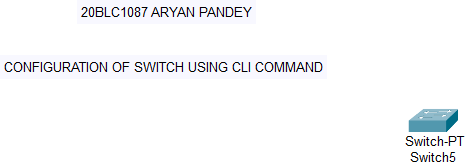 20BLC1087 ARYAN PANDEY
CONFIGURATION OF SWITCH USING CLI COMMAND
Switch-PT
Switch5